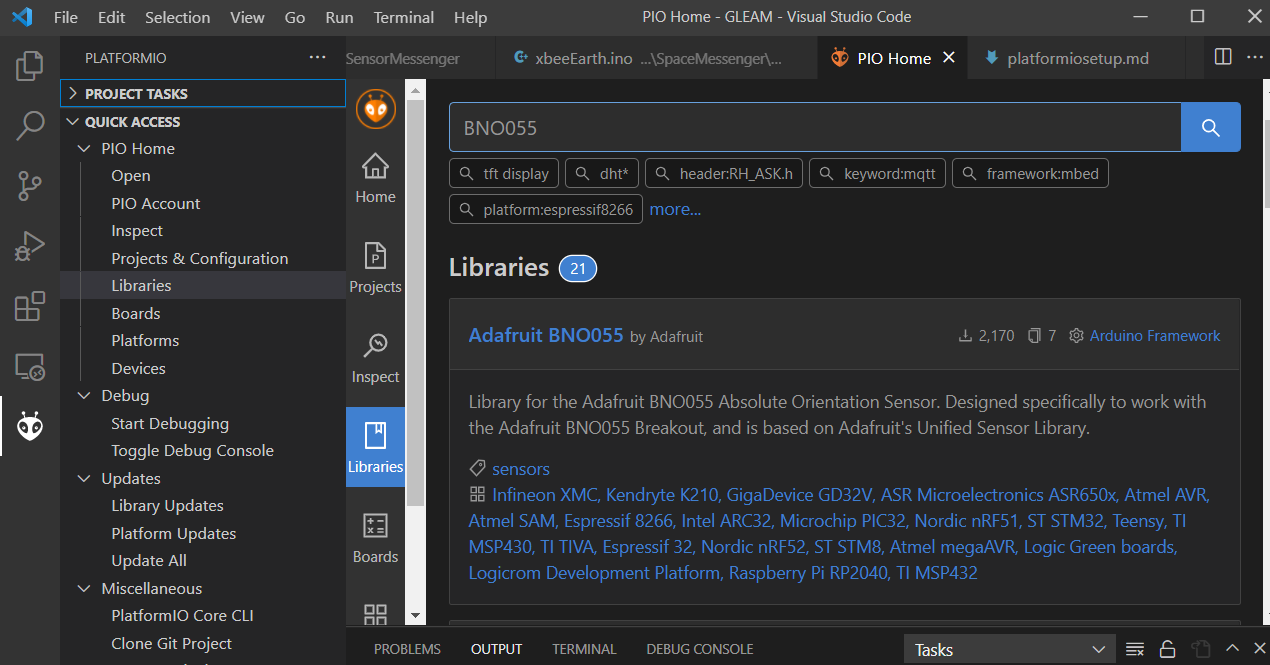 File Edit Selection View Go Run Terminal Help PIO Home - GLEAM - Visual Studio Code
PLATFORMIO
SensorMessenger
xbeeEarth.ino ...\SpaceMessenger\...
PIO Home
platformiosetup.md
PROJECT TASKS
QUICK ACCESS
PIO Home
Open
PIO Account
Inspect
Projects & Configuration
Libraries
Boards
Platforms
Devices
Debug
Start Debugging
Toggle Debug Console
Updates
Library Updates
Platform Updates
Update All
Miscellaneous
PlatformIO Core CLI
Clone Git Project
Home
Projects
Inspect
Libraries
Boards
BNO055
tft display dht* header:RH_ASK.h keyword:mqtt framework:mbed
platform:espressif8266 more...
Libraries 21
Adafruit BNO055 by Adafruit 2,170 7 Arduino Framework
Library for the Adafruit BNO055 Absolute Orientation Sensor. Designed specifically to work with
the Adafruit BNO055 Breakout, and is based on Adafruit's Unified Sensor Library.
sensors
Infineon XMC, Kendryte K210, GigaDevice GD32V, ASR Microelectronics ASR650x, Atmel AVR,
Atmel SAM, Espressif 8266, Intel ARC32, Microchip PIC32, Nordic nRF51, ST STM32, Teensy, TI
MSP430, TI TIVA, Espressif 32, Nordic nRF52, ST STM8, Atmel megaAVR, Logic Green boards,
Logicrom Development Platform, Raspberry Pi RP2040, TI MSP432
PROBLEMS OUTPUT TERMINAL DEBUG CONSOLE Tasks